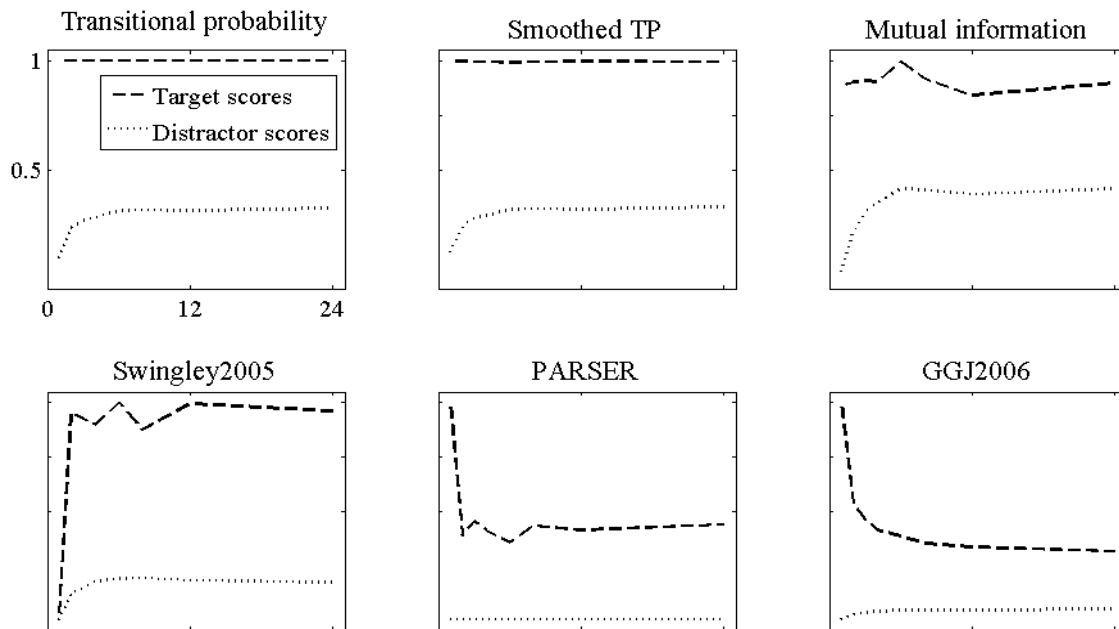 Transitional probability
Smoothed TP
Mutual information
1
Target scores
Distractor scores
0.5
0
12
24
Swingley2005
PARSER
GGJ2006